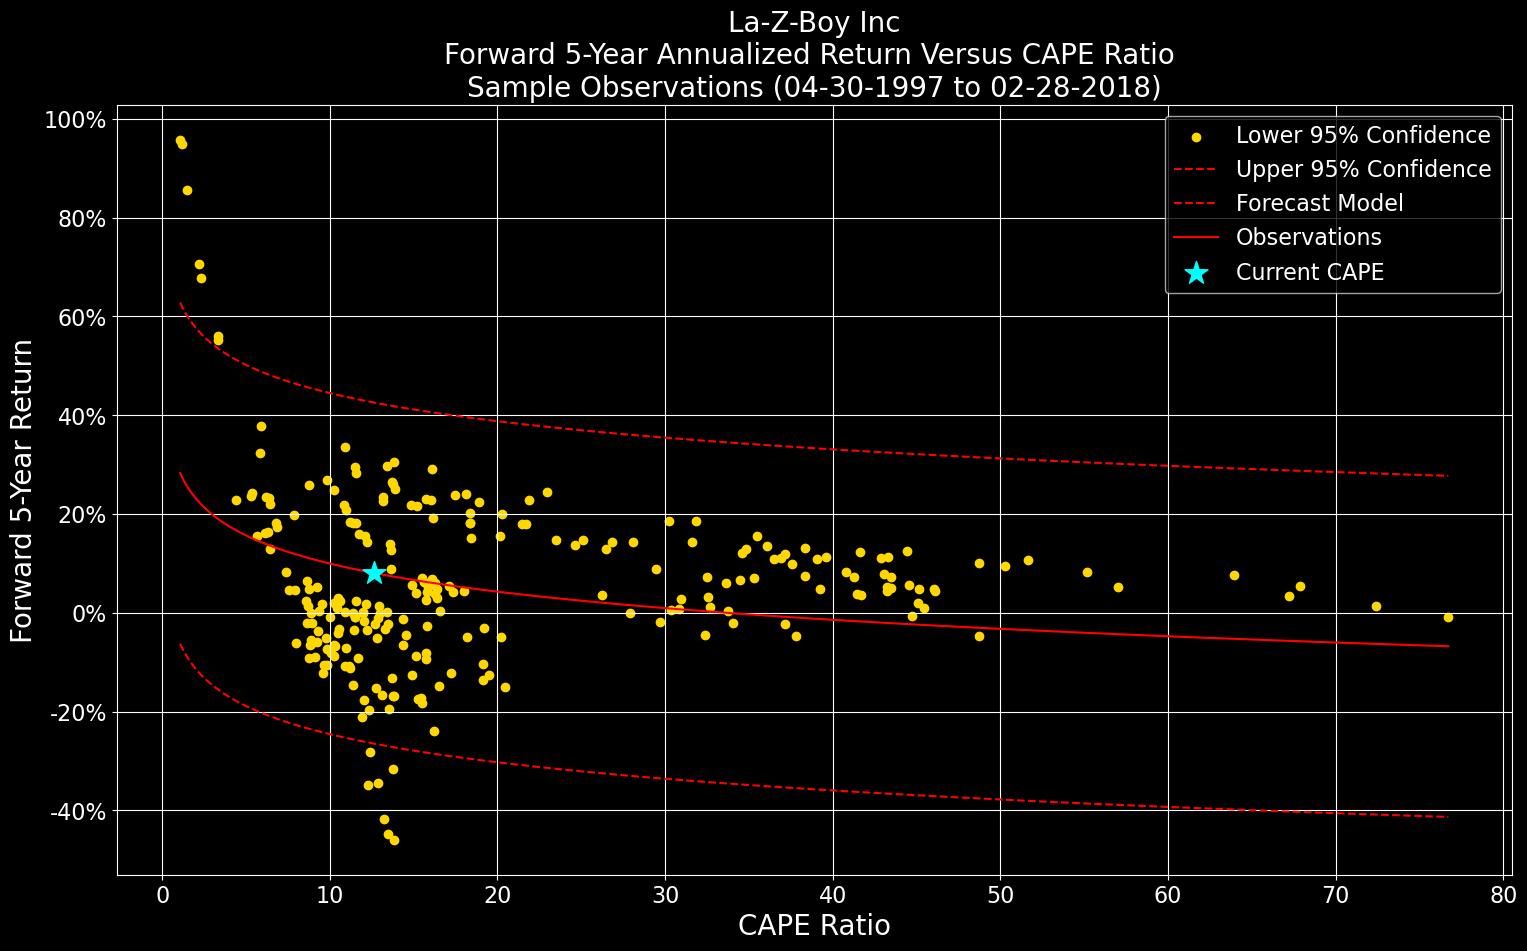 La-Z-Boy Inc
Forward 5-Year Annualized Return Versus CAPE Ratio
Sample Observations (04-30-1997 to 02-28-2018)
Forward 5-Year Return
100%
80%
60%
40%
20%
0%
-20%
-40%
Lower 95% Confidence
Upper 95% Confidence
Forecast Model
Observations
Current CAPE
0 10 20 30 40 50 60 70 80
CAPE Ratio